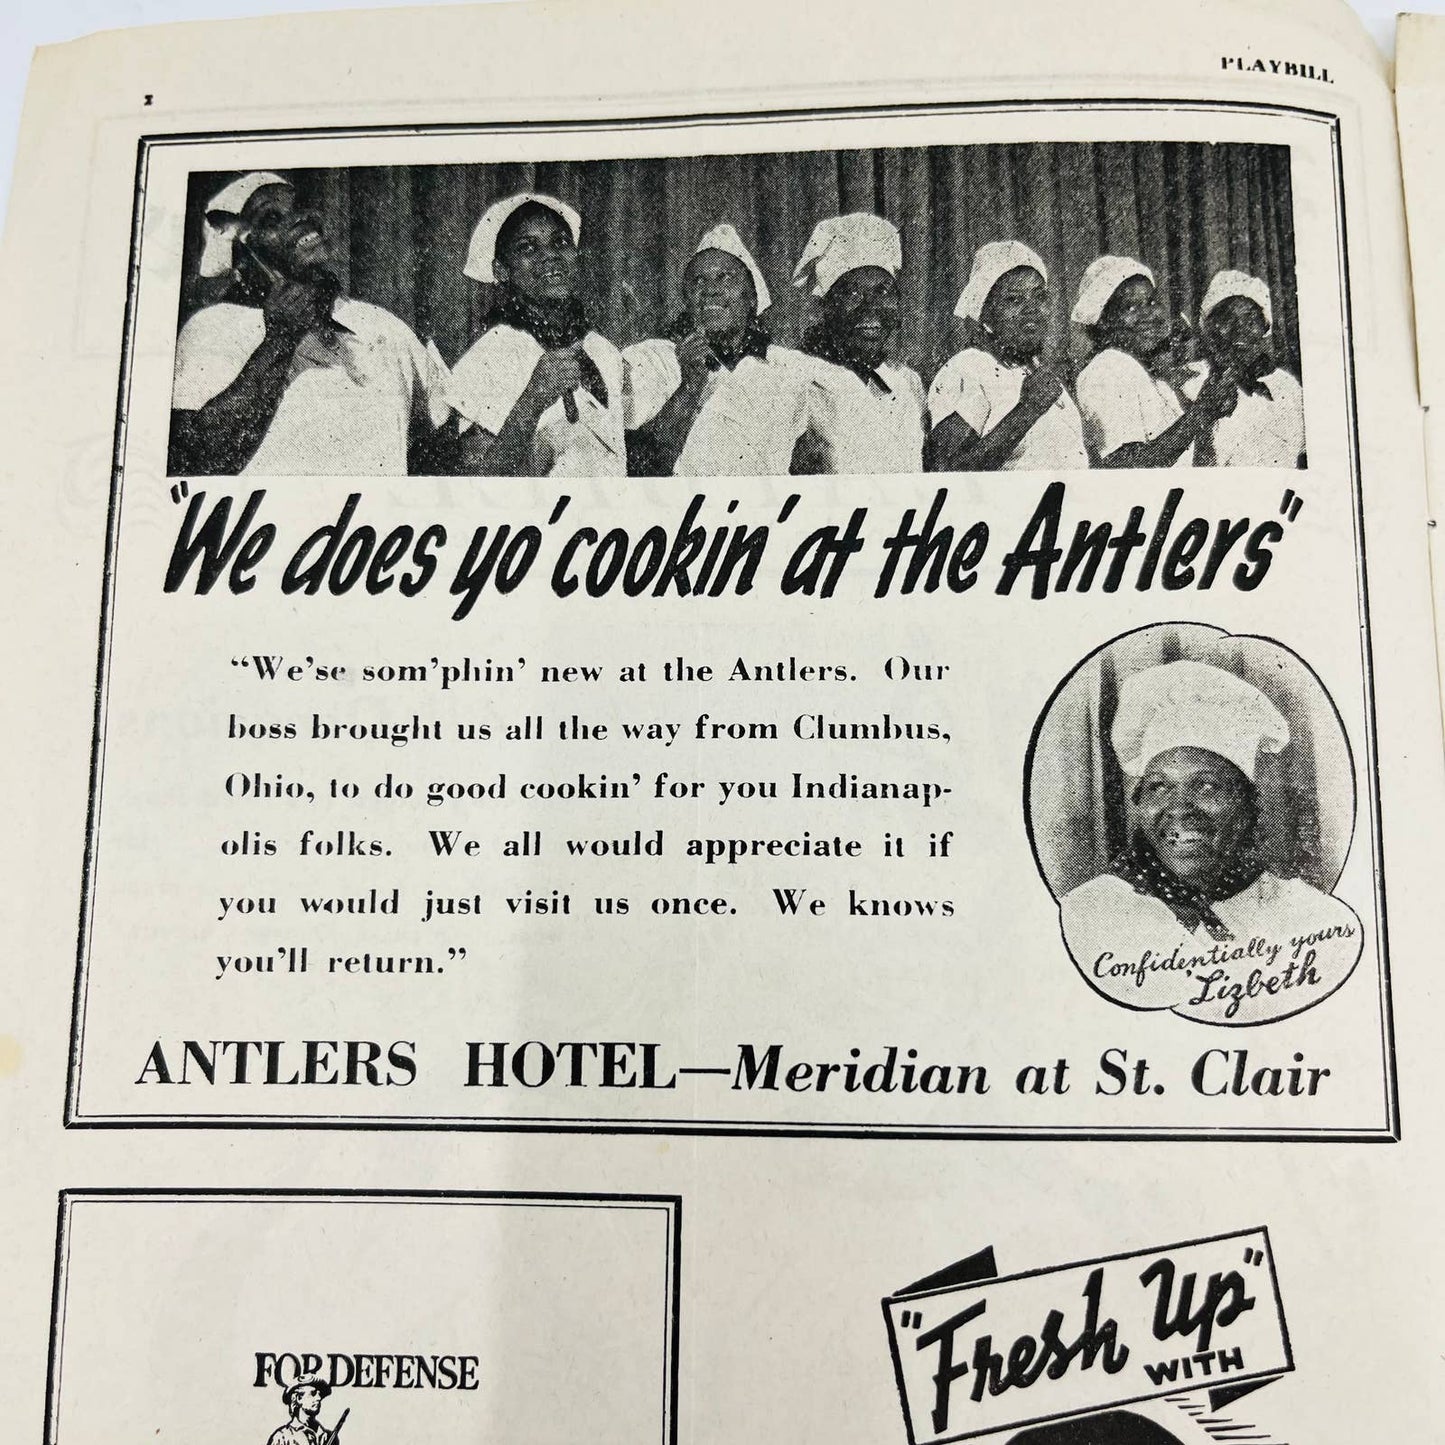 2
PLAYBILL
"We does yo' cookin' at the Antlers"
"We'se som'phin' new at the Antlers. Our
boss brought us all the way from Clumbus,
Ohio, to do good cookin' for you Indianap-
olis folks. We all would appreciate it if
you would just visit us once. We knows
you'll return."
Confidentially yours
'Lizbeth
ANTLERS HOTEL—Meridian at St. Clair
FOR DEFENSE
"Fresh Up"
WITH